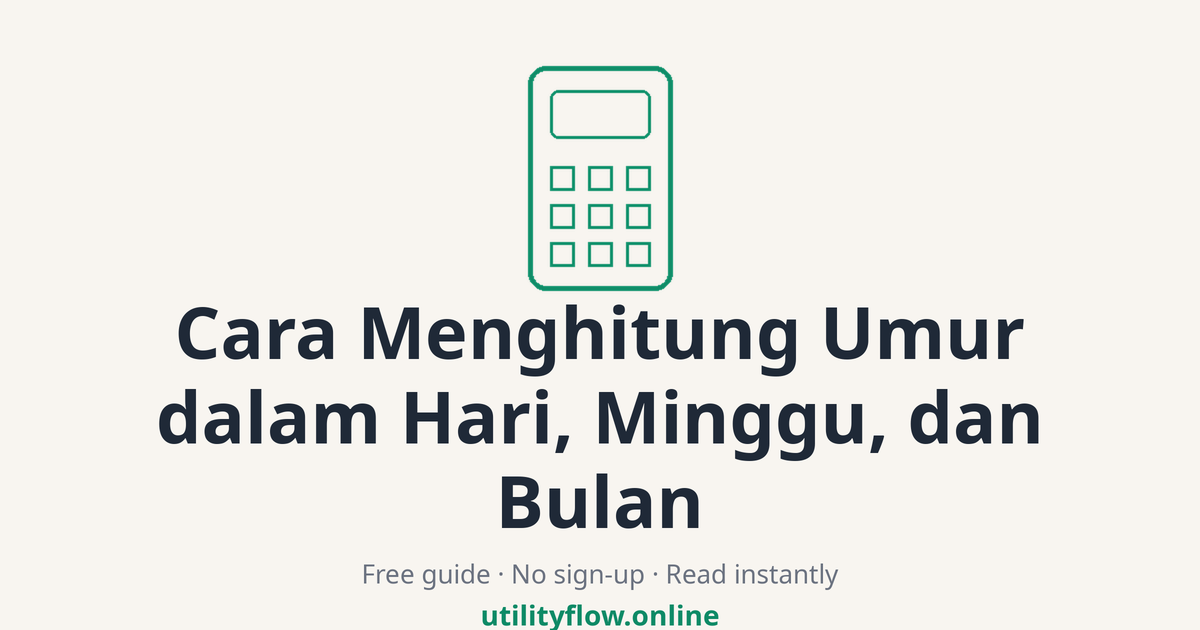 Cara Menghitung Umur
dalam Hari, Minggu, dan
Bulan
Free guide · No sign-up · Read instantly
utilityflow.online